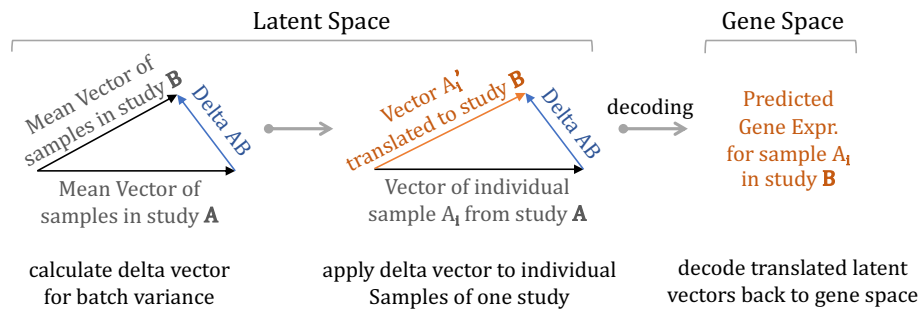 Latent Space
Gene Space
Mean Vector of
samples in study B
Delta AB
Mean Vector of
samples in study A
Vector Aᵢ'
translated to study B
Delta AB
Vector of individual
sample Aᵢ from study A
decoding
Predicted
Gene Expr.
for sample Aᵢ
in study B
calculate delta vector
for batch variance
apply delta vector to individual
Samples of one study
decode translated latent
vectors back to gene space